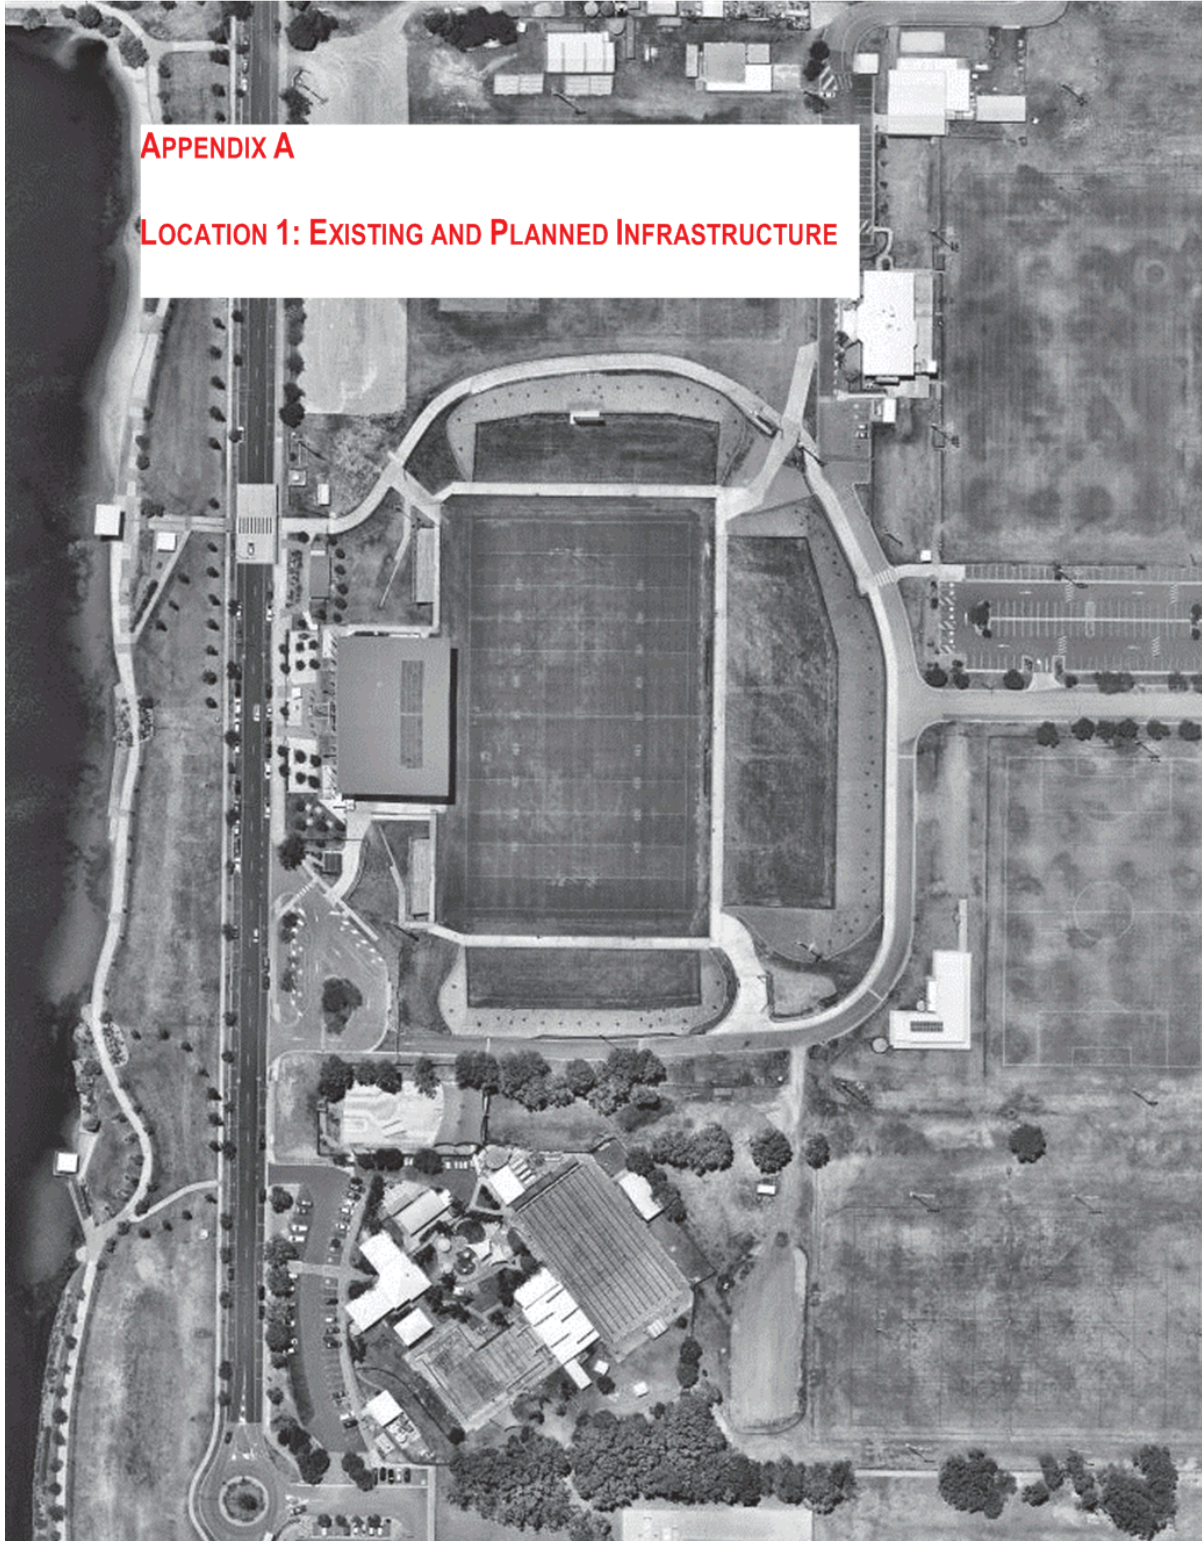 APPENDIX A
LOCATION 1: EXISTING AND PLANNED INFRASTRUCTURE